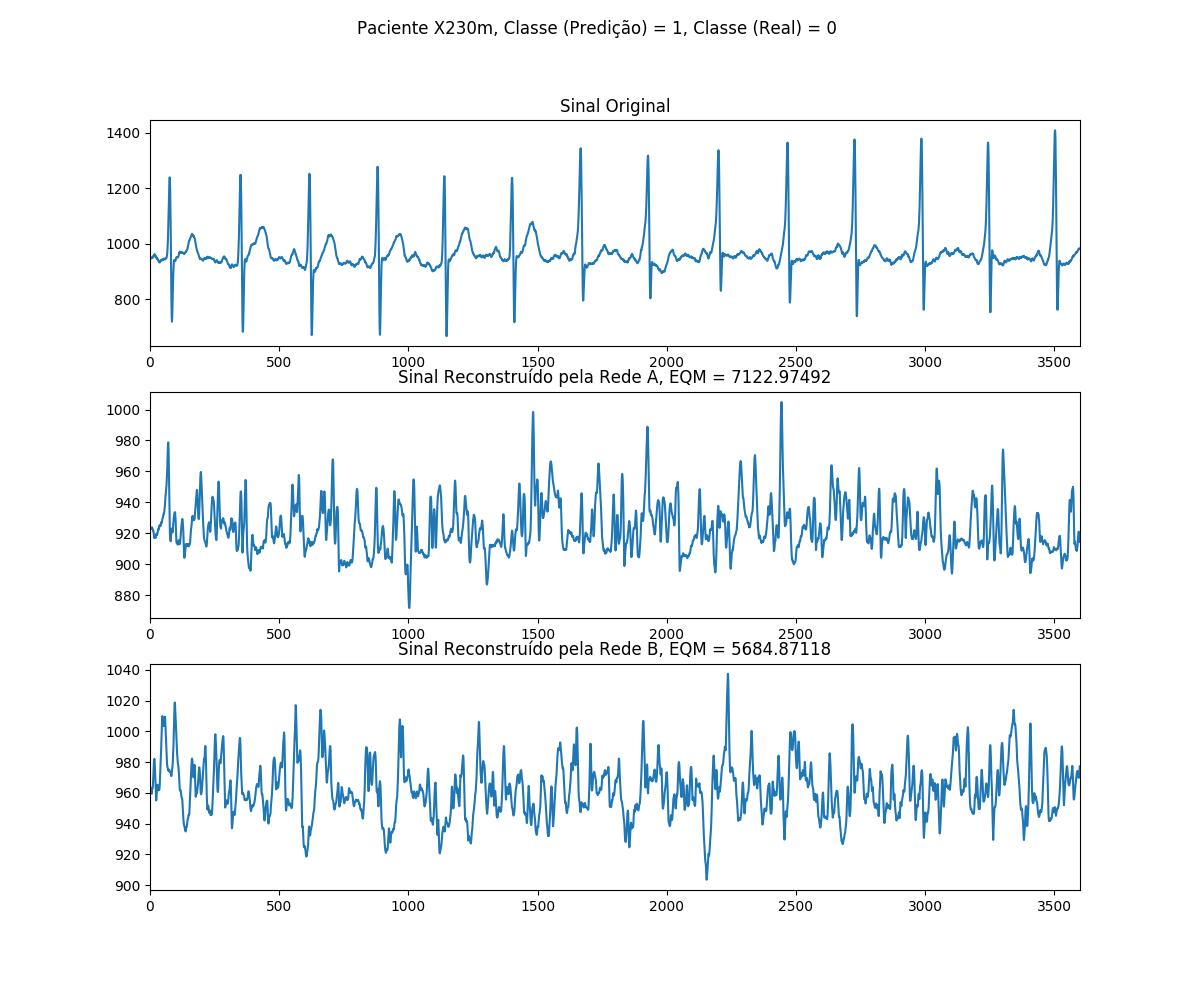 Paciente X230m, Classe (Predição) = 1, Classe (Real) = 0
Sinal Original
1400
1200
1000
800
0 500 1000 1500 2000 2500 3000 3500
Sinal Reconstruído pela Rede A, EQM = 7122.97492
1000
980
960
940
920
900
880
0 500 1000 1500 2000 2500 3000 3500
Sinal Reconstruído pela Rede B, EQM = 5684.87118
1040
1020
1000
980
960
940
920
900
0 500 1000 1500 2000 2500 3000 3500